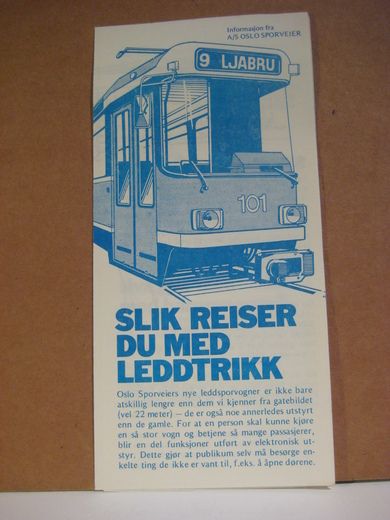 Informasjon fra
A/S OSLO SPORVEIER
9 LJABRU
101
SLIK REISER
DU MED
LEDDTRIKK
Oslo Sporveiers nye leddsporvogner er ikke bare
atskillig lengre enn dem vi kjenner fra gatebildet
(vel 22 meter) — de er også noe annerledes utstyrt
enn de gamle. For at en person skal kunne kjøre
en så stor vogn og betjene så mange passasjerer,
blir en del funksjoner utført av elektronisk ut-
styr. Dette gjør at publikum selv må besørge en-
kelte ting de ikke er vant til, f.eks. å åpne dørene.